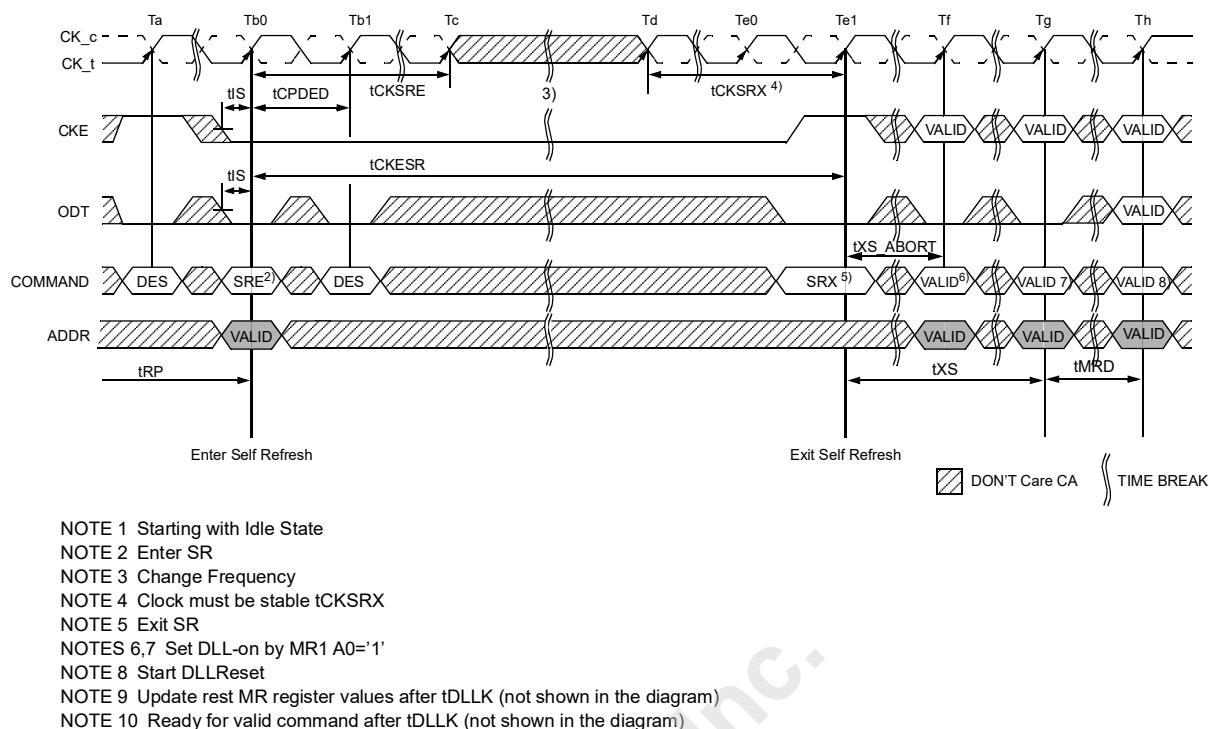 Ta Tb0 Tb1 Tc Td Te0 Te1 Tf Tg Th
CK_c
CK_t
tIS tCPDED tCKSRE 3) tCKSRX 4)
CKE VALID VALID VALID
tIS tCKESR
ODT VALID
tXS_ABORT
COMMAND DES SRE2) DES SRX 5) VALID6) VALID 7) VALID 8)
ADDR VALID VALID VALID VALID
tRP tXS tMRD
Enter Self Refresh Exit Self Refresh
DON'T Care CA TIME BREAK
NOTE 1 Starting with Idle State
NOTE 2 Enter SR
NOTE 3 Change Frequency
NOTE 4 Clock must be stable tCKSRX
NOTE 5 Exit SR
NOTES 6,7 Set DLL-on by MR1 A0='1'
NOTE 8 Start DLLReset
NOTE 9 Update rest MR register values after tDLLK (not shown in the diagram)
NOTE 10 Ready for valid command after tDLLK (not shown in the diagram)
nc.